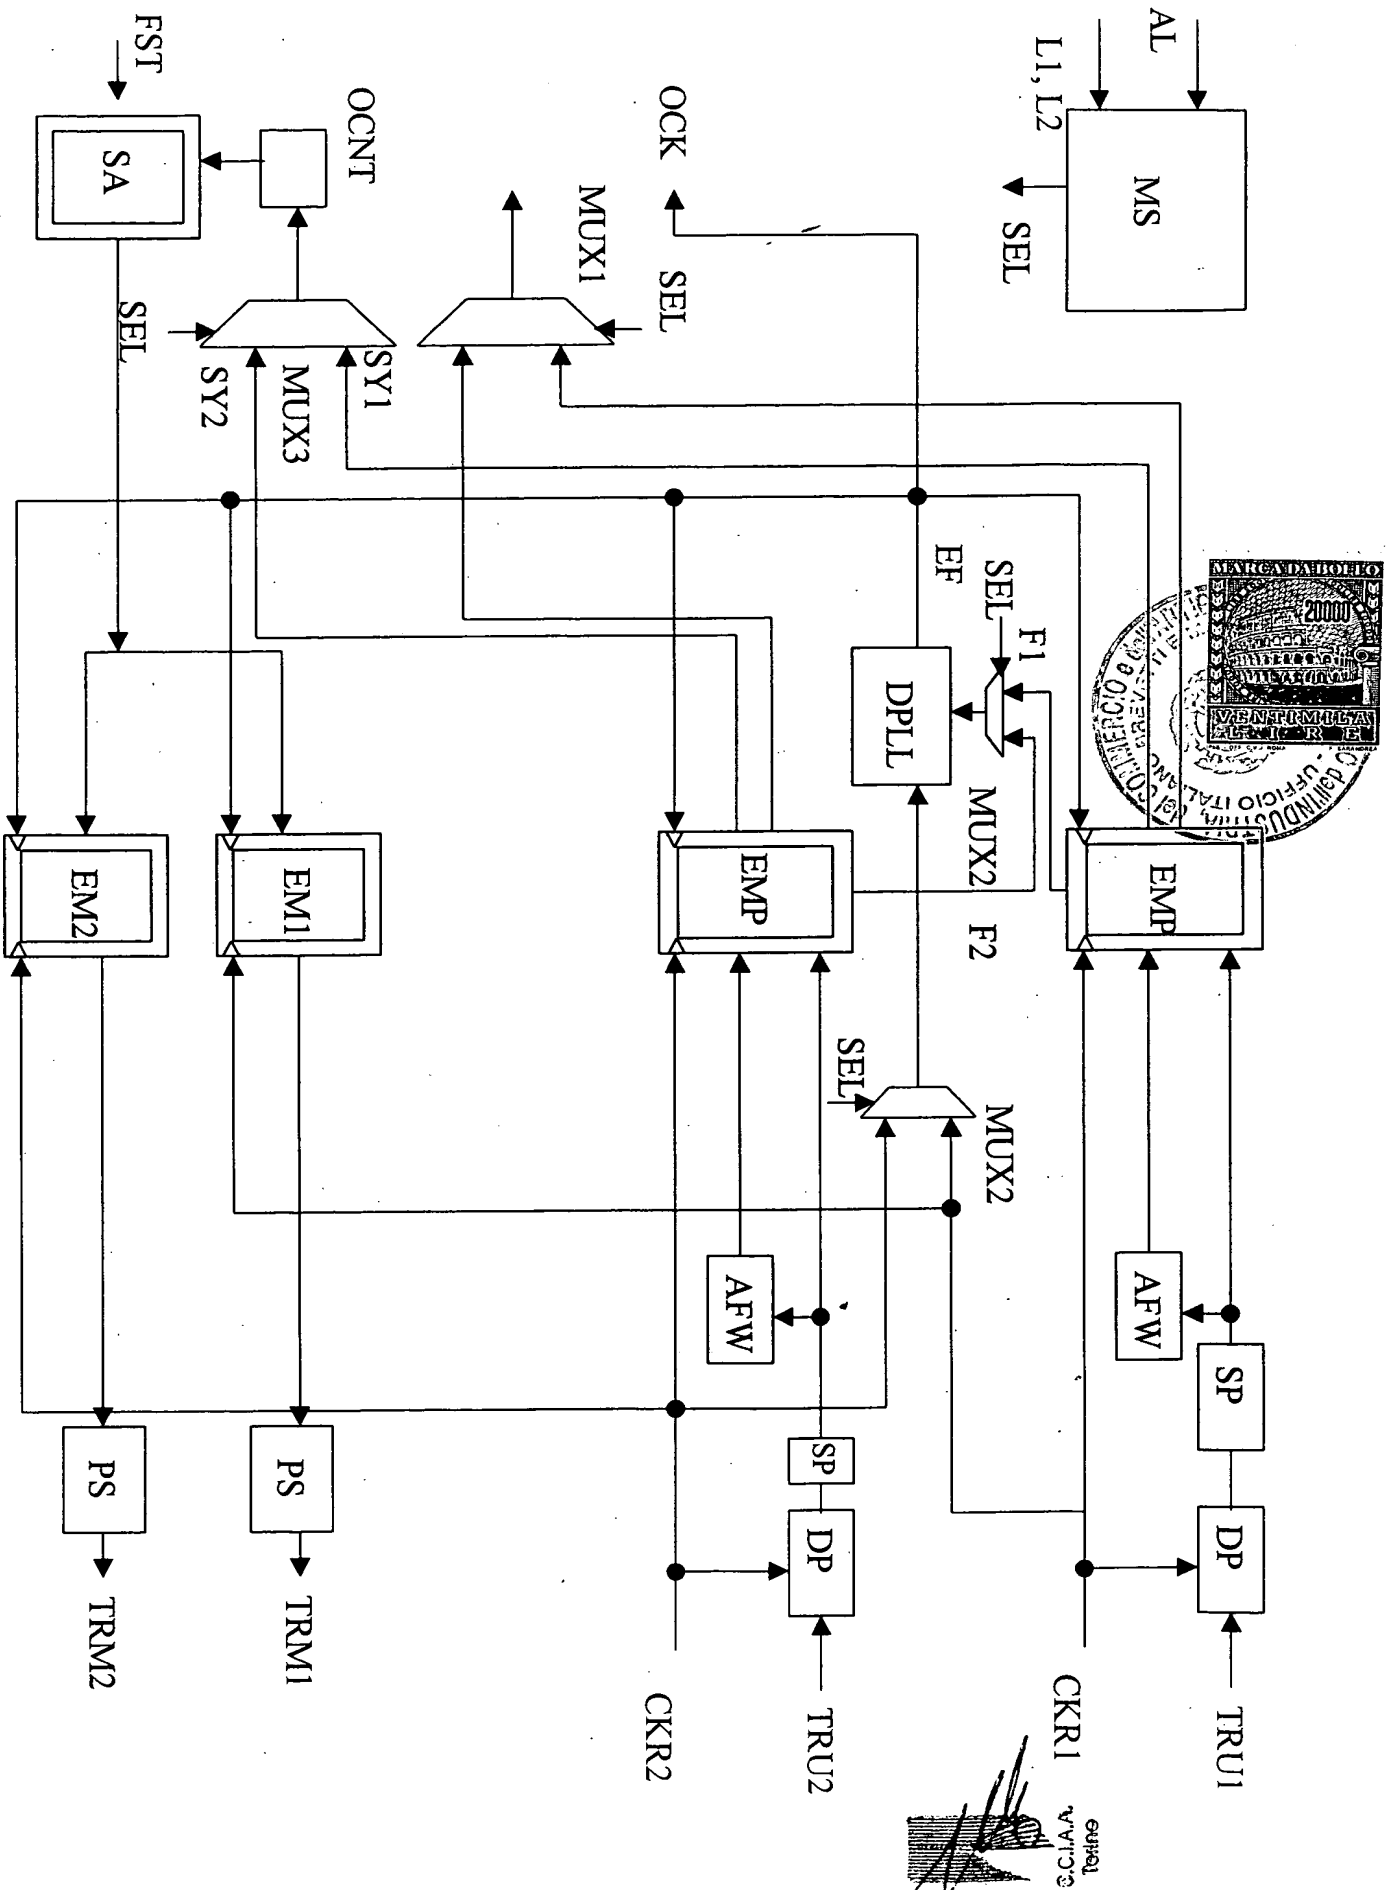 AL
L1, L2
MS
SEL
OCK
SEL
MUX1
OCNT
FST
SA
SEL
SY1
MUX3
SY2
EF
SEL
F1
DPLL
MUX2
F2
EMP
EMP
EM1
EM2
SEL
MUX2
AFW
AFW
SP
SP
DP
DP
PS
PS
TRM1
TRM2
TRU1
CKR1
TRU2
CKR2
MARCA DA BOLLO
20000
VENTIMILA
LIRE
UFFICIO ITALIANO
C.C.I.A.A.
Torino